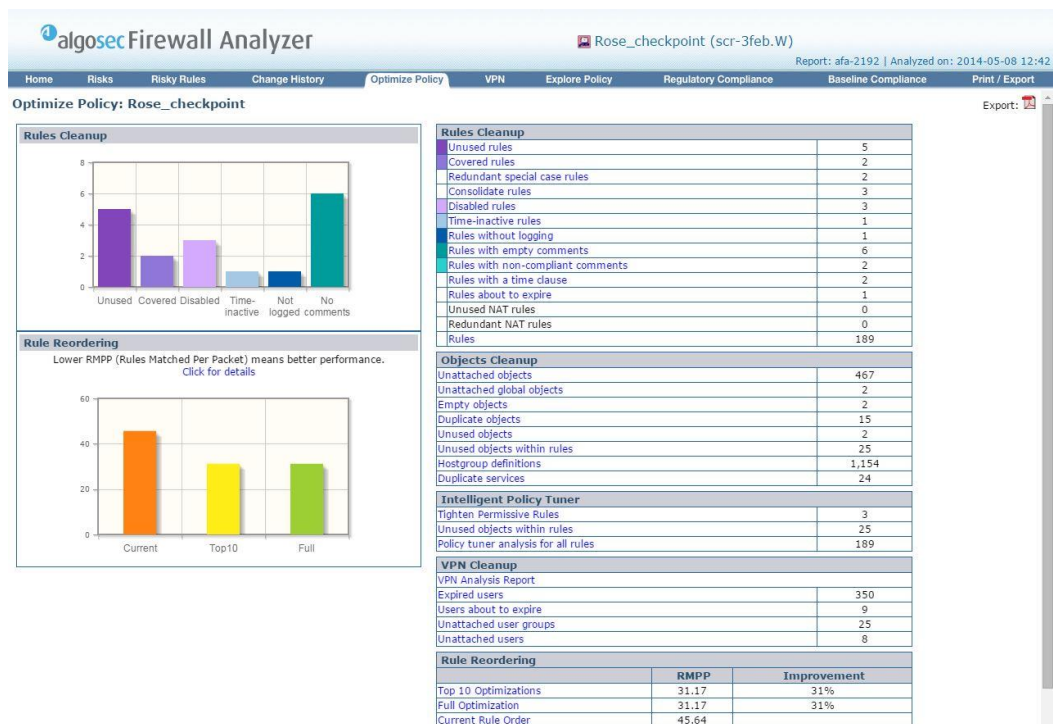 algosec Firewall Analyzer
Rose_checkpoint (scr-3feb.W)
Report: afa-2192 | Analyzed on: 2014-05-08 12:42
Home Risks Risky Rules Change History Optimize Policy VPN Explore Policy Regulatory Compliance Baseline Compliance Print / Export
Optimize Policy: Rose_checkpoint
Export:
Rules Cleanup
8
6
4
2
0
Unused Covered Disabled Time-inactive Not logged No comments
Rule Reordering
Lower RMPP (Rules Matched Per Packet) means better performance.
Click for details
60
40
20
0
Current Top10 Full
Rules Cleanup
Unused rules 5
Covered rules 2
Redundant special case rules 2
Consolidate rules 3
Disabled rules 3
Time-inactive rules 1
Rules without logging 1
Rules with empty comments 6
Rules with non-compliant comments 2
Rules with a time clause 2
Rules about to expire 1
Unused NAT rules 0
Redundant NAT rules 0
Rules 189
Objects Cleanup
Unattached objects 467
Unattached global objects 2
Empty objects 2
Duplicate objects 15
Unused objects 2
Unused objects within rules 25
Hostgroup definitions 1,154
Duplicate services 24
Intelligent Policy Tuner
Tighten Permissive Rules 3
Unused objects within rules 25
Policy tuner analysis for all rules 189
VPN Cleanup
VPN Analysis Report
Expired users 350
Users about to expire 9
Unattached user groups 25
Unattached users 8
Rule Reordering
RMPP Improvement
Top 10 Optimizations 31.17 31%
Full Optimization 31.17 31%
Current Rule Order 45.64